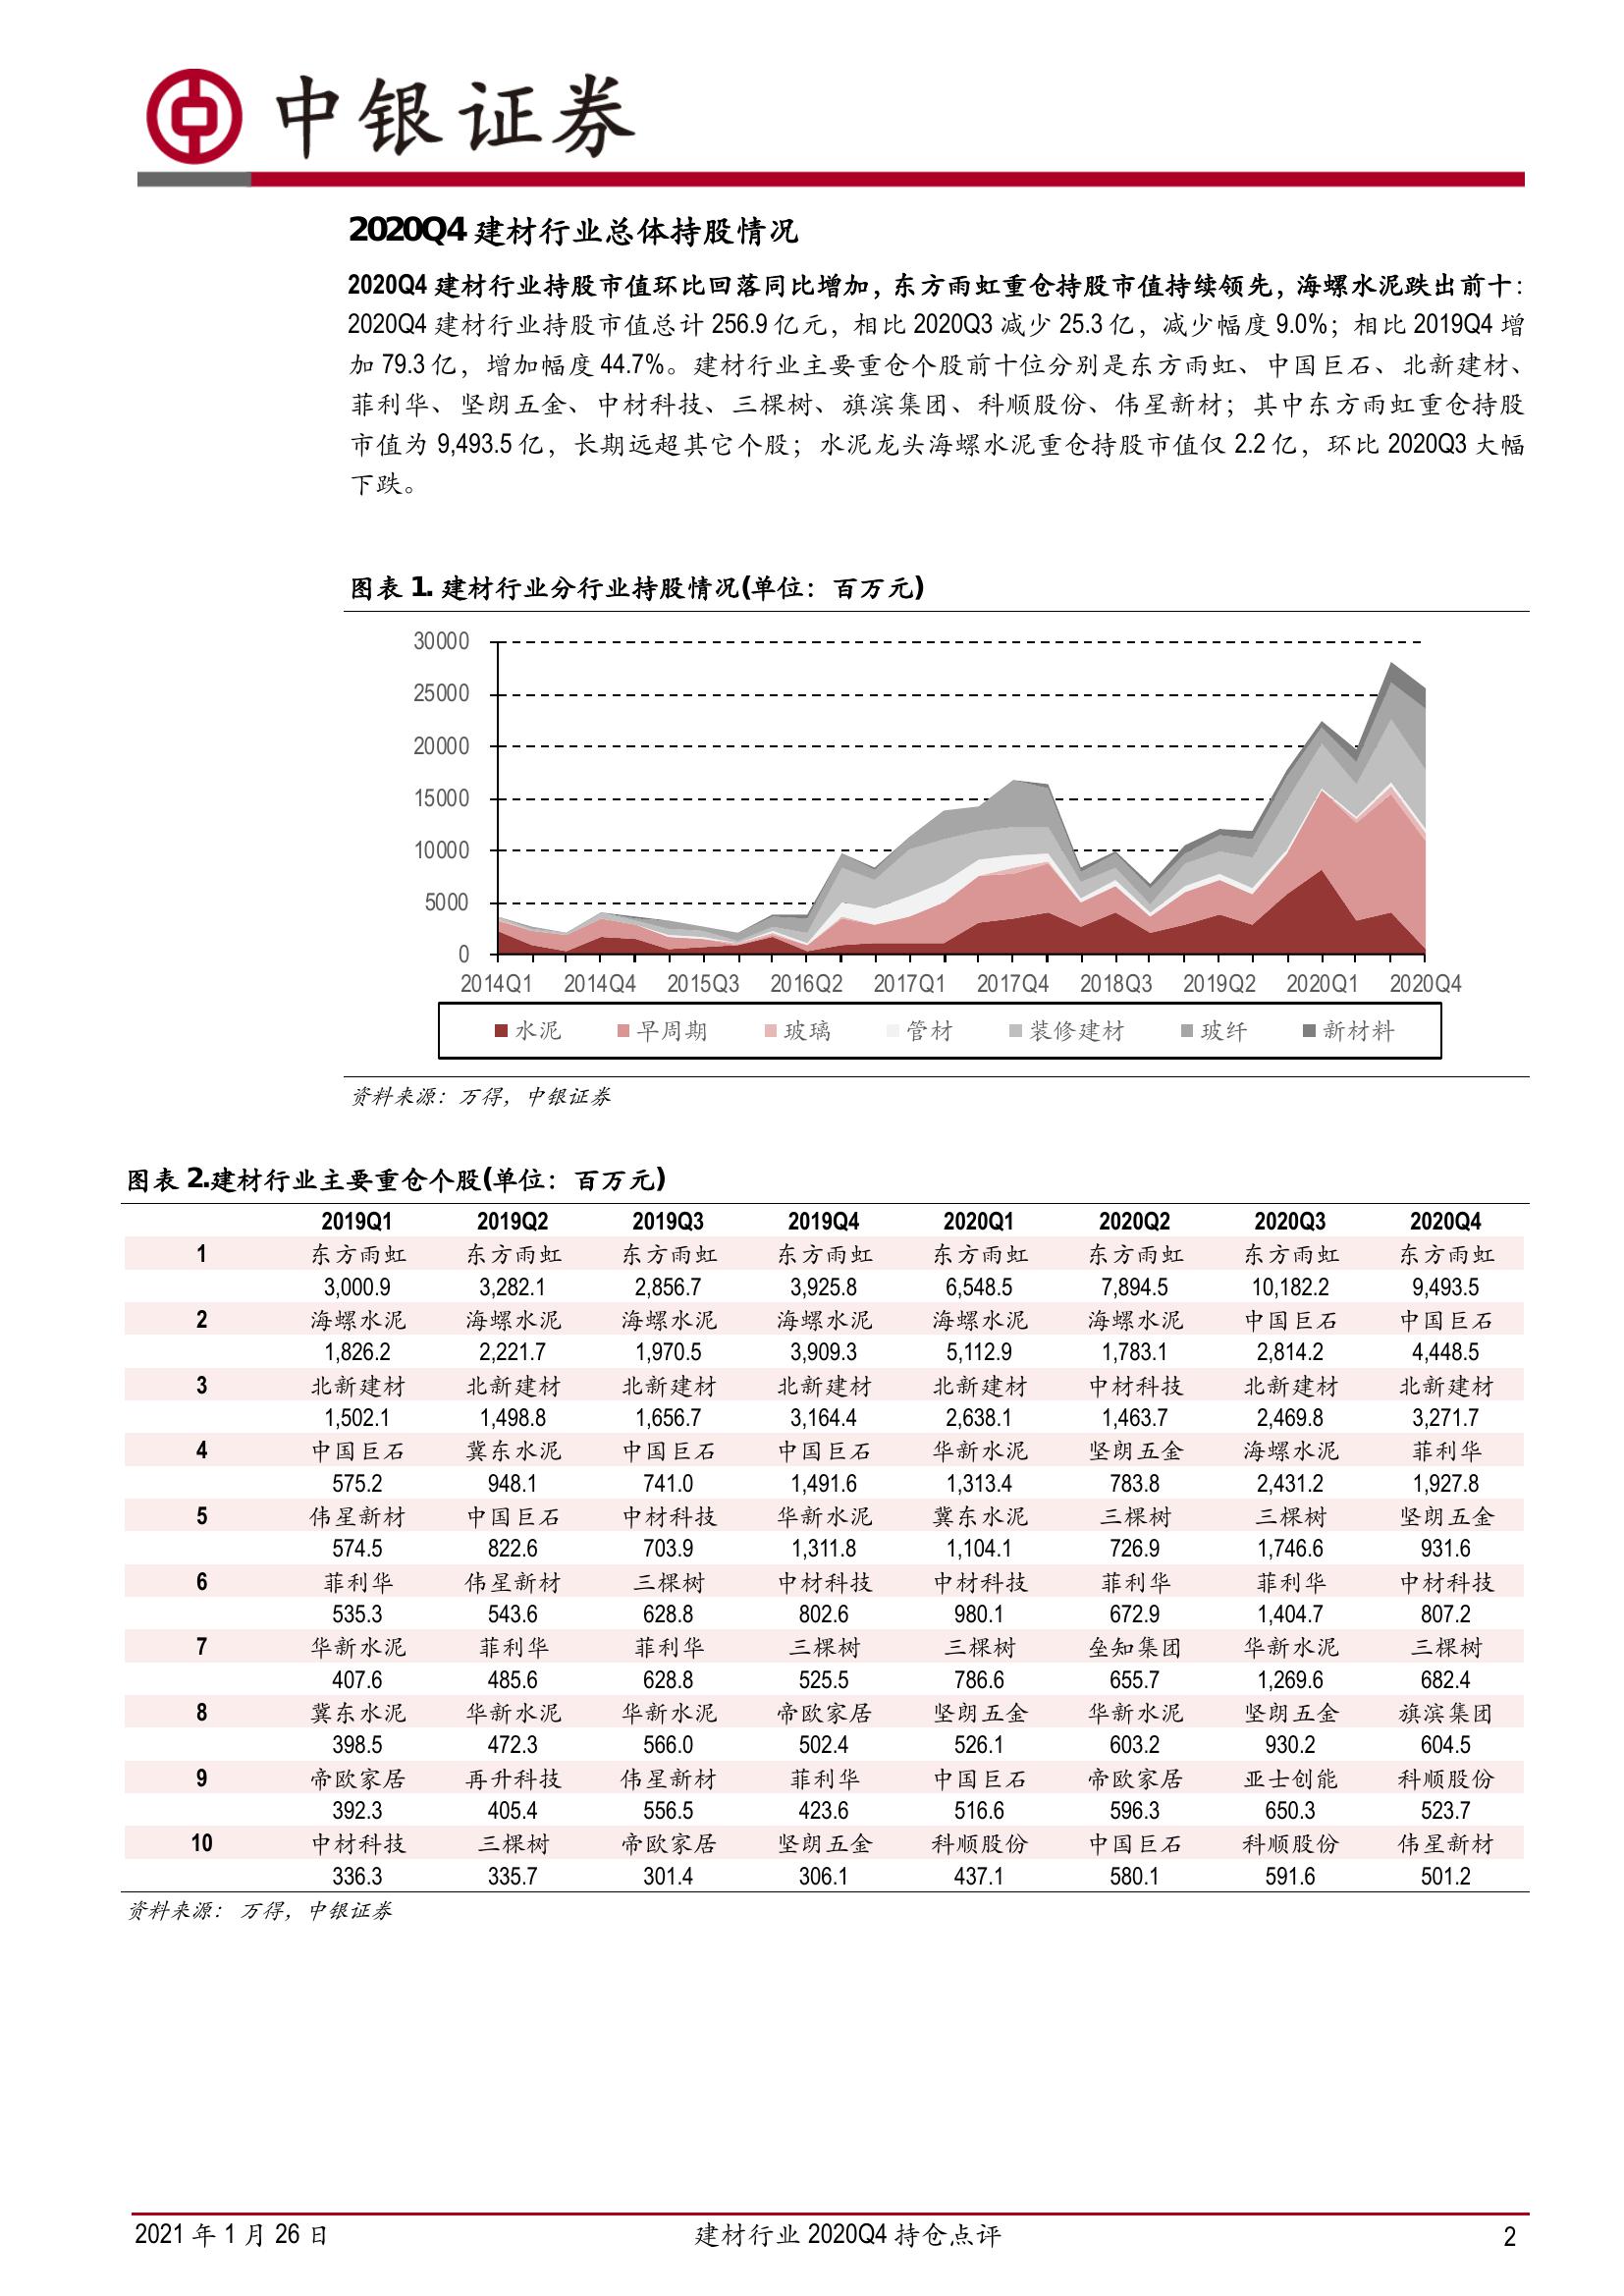 中银证券
2020Q4 建材行业总体持股情况
2020Q4 建材行业持股市值环比回落同比增加，东方雨虹重仓持股市值持续领先，海螺水泥跌出前十：
2020Q4 建材行业持股市值总计 256.9 亿元，相比 2020Q3 减少 25.3 亿，减少幅度 9.0%；相比 2019Q4 增
加 79.3 亿，增加幅度 44.7%。建材行业主要重仓个股前十位分别是东方雨虹、中国巨石、北新建材、
菲利华、坚朗五金、中材科技、三棵树、旗滨集团、科顺股份、伟星新材；其中东方雨虹重仓持股
市值为 9,493.5 亿，长期远超其它个股；水泥龙头海螺水泥重仓持股市值仅 2.2 亿，环比 2020Q3 大幅
下跌。
图表 1. 建材行业分行业持股情况(单位：百万元)
30000
25000
20000
15000
10000
5000
0
2014Q1 2014Q4 2015Q3 2016Q2 2017Q1 2017Q4 2018Q3 2019Q2 2020Q1 2020Q4
水泥 早周期 玻璃 管材 装修建材 玻纤 新材料
资料来源：万得，中银证券
图表 2.建材行业主要重仓个股(单位：百万元)
2019Q1 2019Q2 2019Q3 2019Q4 2020Q1 2020Q2 2020Q3 2020Q4
1 东方雨虹 东方雨虹 东方雨虹 东方雨虹 东方雨虹 东方雨虹 东方雨虹 东方雨虹
3,000.9 3,282.1 2,856.7 3,925.8 6,548.5 7,894.5 10,182.2 9,493.5
2 海螺水泥 海螺水泥 海螺水泥 海螺水泥 海螺水泥 海螺水泥 中国巨石 中国巨石
1,826.2 2,221.7 1,970.5 3,909.3 5,112.9 1,783.1 2,814.2 4,448.5
3 北新建材 北新建材 北新建材 北新建材 北新建材 中材科技 北新建材 北新建材
1,502.1 1,498.8 1,656.7 3,164.4 2,638.1 1,463.7 2,469.8 3,271.7
4 中国巨石 冀东水泥 中国巨石 中国巨石 华新水泥 坚朗五金 海螺水泥 菲利华
575.2 948.1 741.0 1,491.6 1,313.4 783.8 2,431.2 1,927.8
5 伟星新材 中国巨石 中材科技 华新水泥 冀东水泥 三棵树 三棵树 坚朗五金
574.5 822.6 703.9 1,311.8 1,104.1 726.9 1,746.6 931.6
6 菲利华 伟星新材 三棵树 中材科技 中材科技 菲利华 菲利华 中材科技
535.3 543.6 628.8 802.6 980.1 672.9 1,404.7 807.2
7 华新水泥 菲利华 菲利华 三棵树 三棵树 垒知集团 华新水泥 三棵树
407.6 485.6 628.8 525.5 786.6 655.7 1,269.6 682.4
8 冀东水泥 华新水泥 华新水泥 帝欧家居 坚朗五金 华新水泥 坚朗五金 旗滨集团
398.5 472.3 566.0 502.4 526.1 603.2 930.2 604.5
9 帝欧家居 再升科技 伟星新材 菲利华 中国巨石 帝欧家居 亚士创能 科顺股份
392.3 405.4 556.5 423.6 516.6 596.3 650.3 523.7
10 中材科技 三棵树 帝欧家居 坚朗五金 科顺股份 中国巨石 科顺股份 伟星新材
336.3 335.7 301.4 306.1 437.1 580.1 591.6 501.2
资料来源： 万得，中银证券
2021 年 1 月 26 日 建材行业 2020Q4 持仓点评 2